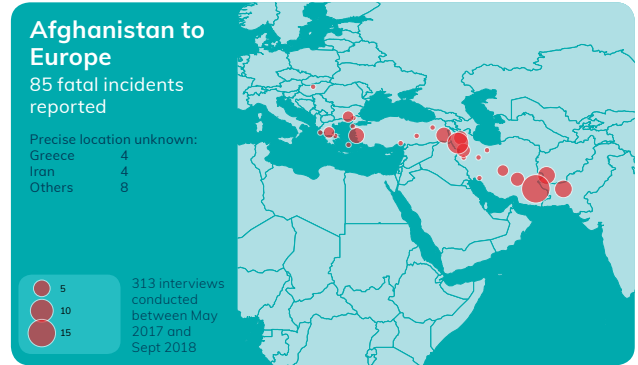 Afghanistan to
Europe
85 fatal incidents
reported
Precise location unknown:
Greece 4
Iran 4
Others 8
5
10
15
313 interviews
conducted
between May
2017 and
Sept 2018